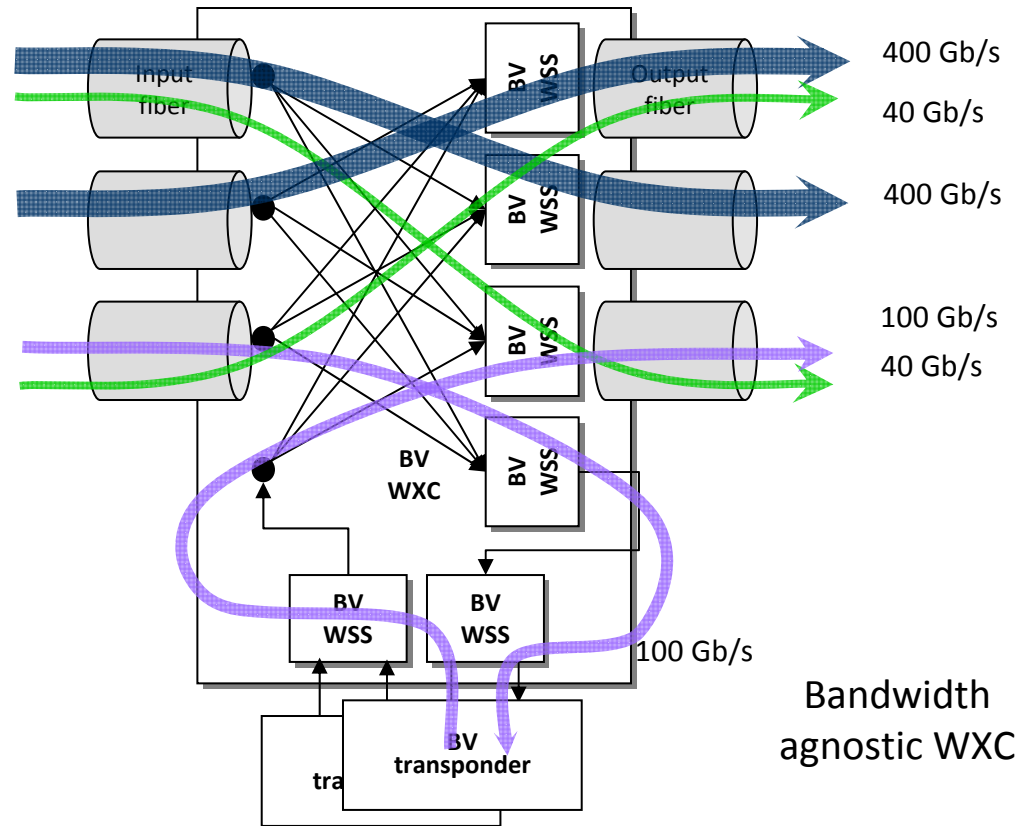 Input
fiber
BV
WSS
Output
fiber
400 Gb/s
40 Gb/s
BV
WSS
400 Gb/s
BV
WSS
100 Gb/s
40 Gb/s
BV
WXC
BV
WSS
BV
WSS
BV
WSS
100 Gb/s
Bandwidth
agnostic WXC
BV
transponder
tra